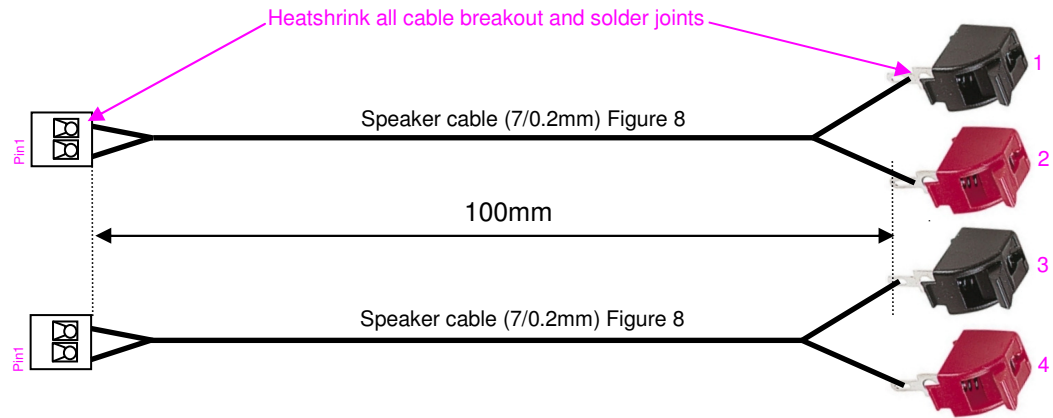 Heatshrink all cable breakout and solder joints
1
Speaker cable (7/0.2mm) Figure 8
Pin1
2
100mm
3
Speaker cable (7/0.2mm) Figure 8
Pin1
4